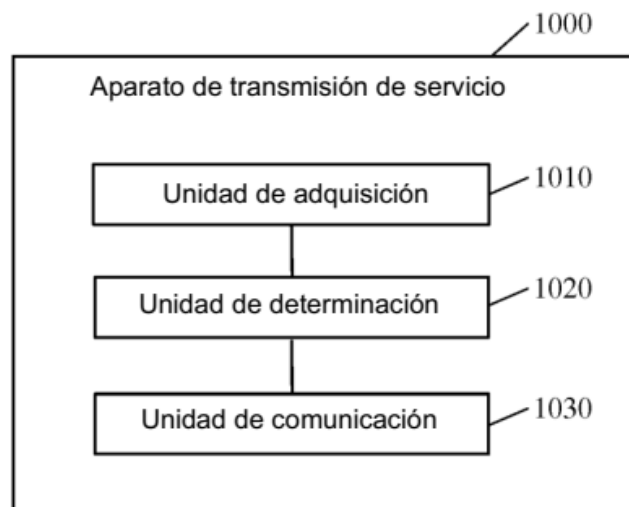 1000
Aparato de transmisión de servicio
1010
Unidad de adquisición
1020
Unidad de determinación
1030
Unidad de comunicación